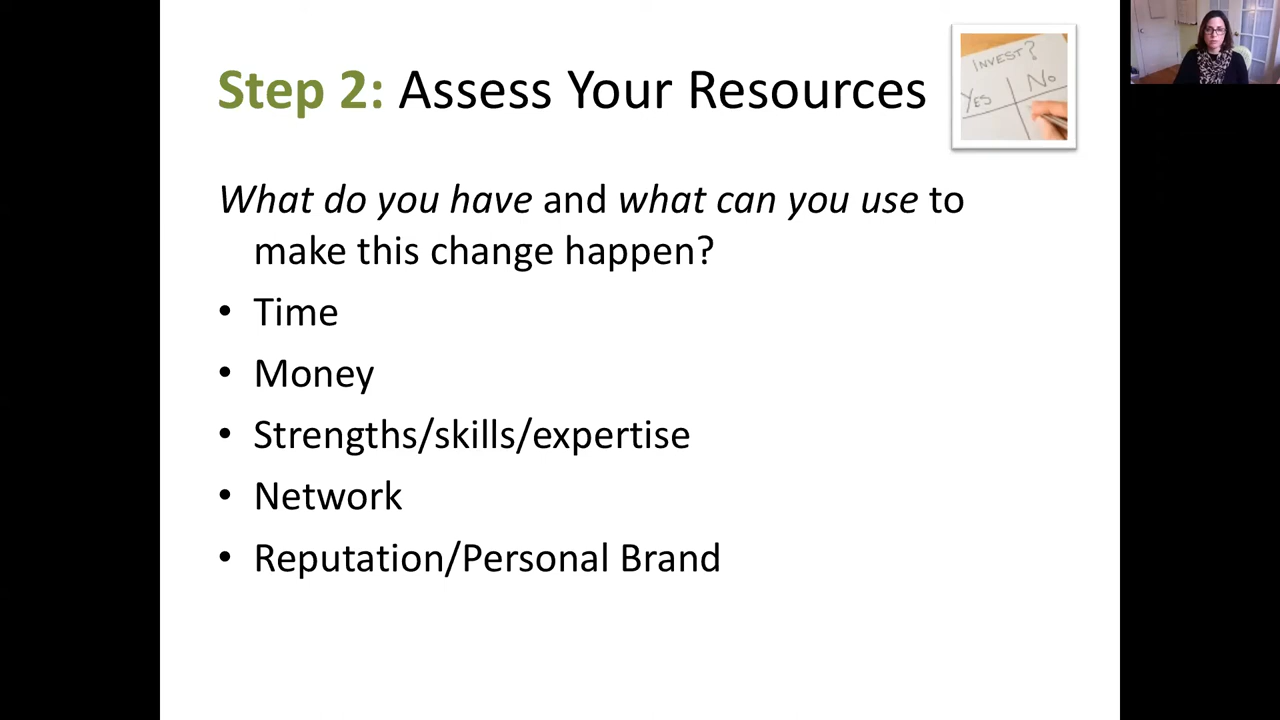 Step 2: Assess Your Resources
INVEST?
YES
NO
What do you have and what can you use to
make this change happen?
• Time
• Money
• Strengths/skills/expertise
• Network
• Reputation/Personal Brand